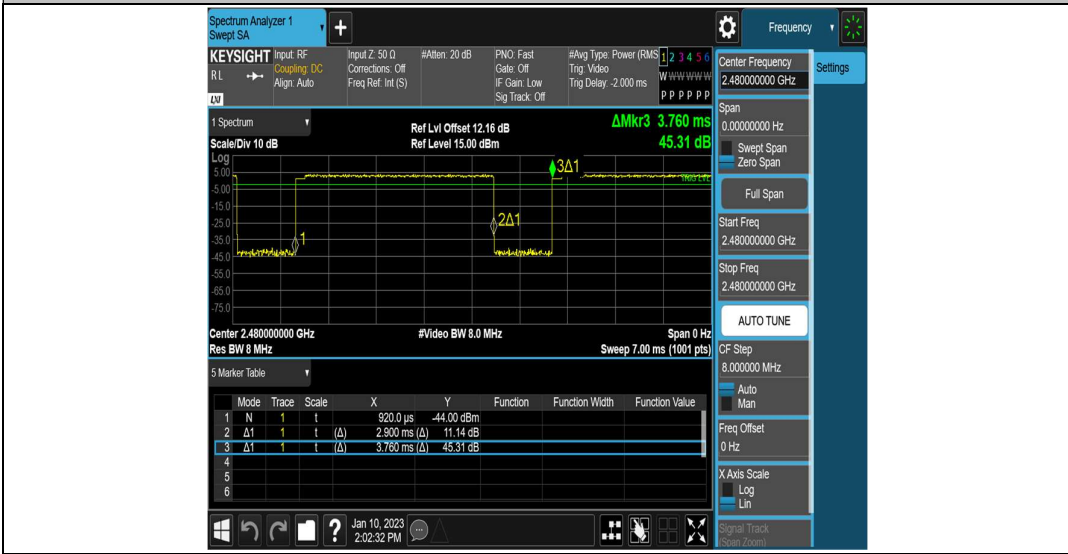 Spectrum Analyzer 1
Swept SA
Frequency
KEYSIGHT
RL
LXI
Input: RF
Coupling: DC
Align: Auto
Input Z: 50 Ω
Corrections: Off
Freq Ref: Int (S)
#Atten: 20 dB
PNO: Fast
Gate: Off
IF Gain: Low
Sig Track: Off
#Avg Type: Power (RMS
Trig: Video
Trig Delay: -2.000 ms
1 2 3 4 5 6
W W W W W W
P P P P P P
1 Spectrum
Scale/Div 10 dB
Ref Lvl Offset 12.16 dB
Ref Level 15.00 dBm
ΔMkr3 3.760 ms
45.31 dB
Log
5.00
-5.00
-15.0
-25.0
-35.0
-45.0
-55.0
-65.0
-75.0
1
2Δ1
3Δ1
TRIG LVL
Center 2.480000000 GHz
Res BW 8 MHz
#Video BW 8.0 MHz
Span 0 Hz
Sweep 7.00 ms (1001 pts)
5 Marker Table
Mode Trace Scale X Y Function Function Width Function Value
1 N 1 t 920.0 µs -44.00 dBm
2 Δ1 1 t (Δ) 2.900 ms (Δ) 11.14 dB
3 Δ1 1 t (Δ) 3.760 ms (Δ) 45.31 dB
4
5
6
Jan 10, 2023
2:02:32 PM
Center Frequency
2.480000000 GHz
Settings
Span
0.00000000 Hz
Swept Span
Zero Span
Full Span
Start Freq
2.480000000 GHz
Stop Freq
2.480000000 GHz
AUTO TUNE
CF Step
8.000000 MHz
Auto
Man
Freq Offset
0 Hz
X Axis Scale
Log
Lin
Signal Track
(Span Zoom)